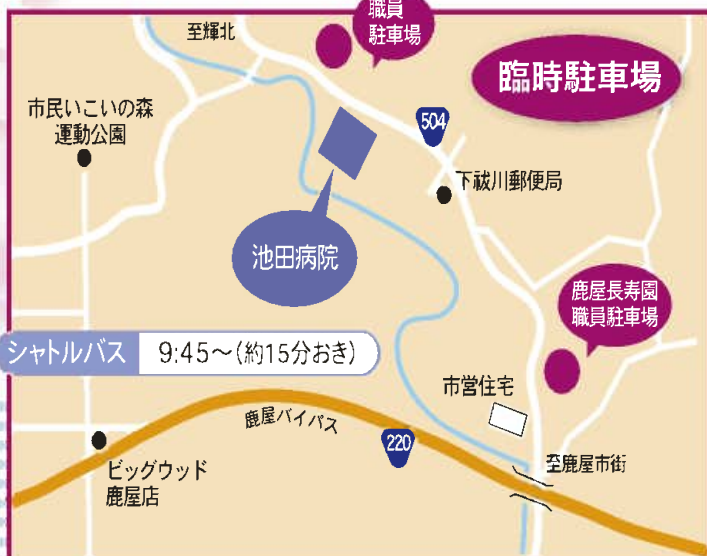 職員
駐車場
至輝北
臨時駐車場
市民いこいの森
運動公園
504
下祓川郵便局
池田病院
鹿屋長寿園
職員駐車場
シャトルバス 9:45~(約15分おき)
市営住宅
鹿屋バイパス
220
至鹿屋市街
ビッグウッド
鹿屋店